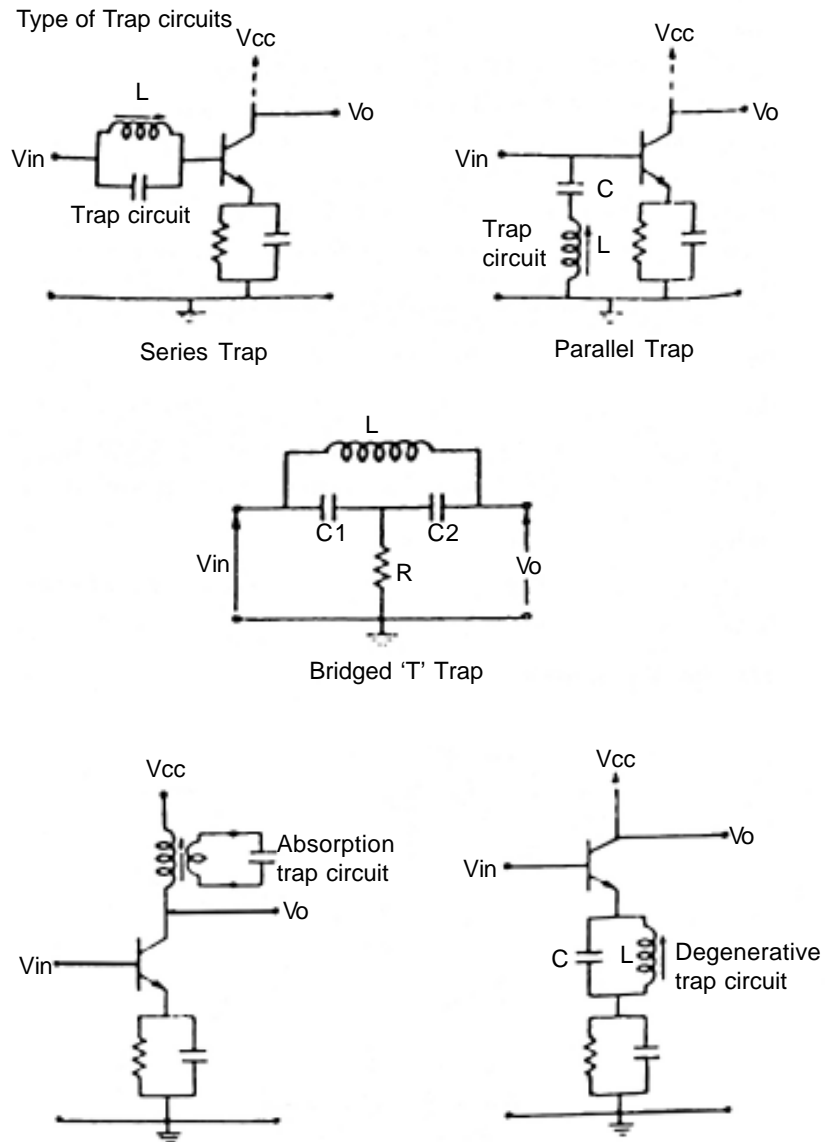 Type of Trap circuits
Vcc
L
Vo
Vin
Trap circuit
Series Trap
Vcc
Vo
Vin
C
Trap
circuit
L
Parallel Trap
L
C1
C2
Vin
R
Vo
Bridged ‘T’ Trap
Vcc
Absorption
trap circuit
Vo
Vin
Vcc
Vo
Vin
C
L
Degenerative
trap circuit